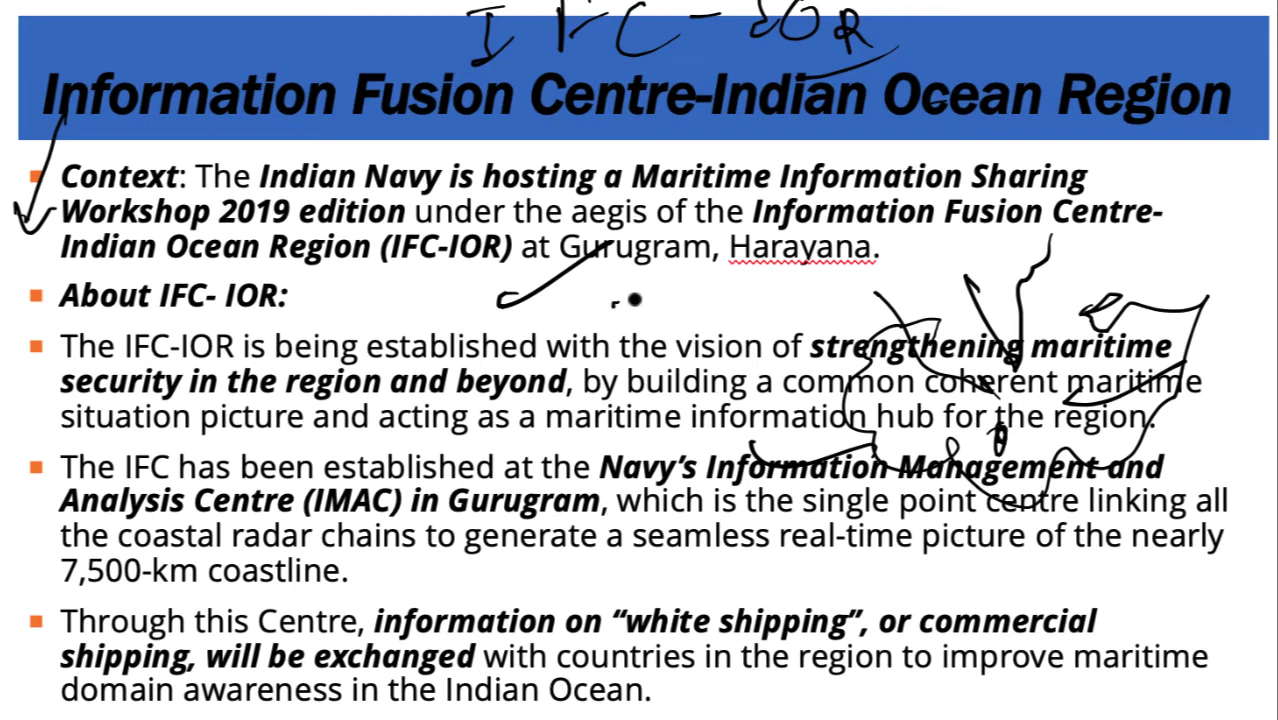 IFC-IOR
Information Fusion Centre-Indian Ocean Region
Context: The Indian Navy is hosting a Maritime Information Sharing
Workshop 2019 edition under the aegis of the Information Fusion Centre-
Indian Ocean Region (IFC-IOR) at Gurugram, Harayana.
About IFC- IOR:
The IFC-IOR is being established with the vision of strengthening maritime
security in the region and beyond, by building a common coherent maritime
situation picture and acting as a maritime information hub for the region.
The IFC has been established at the Navy’s Information Management and
Analysis Centre (IMAC) in Gurugram, which is the single point centre linking all
the coastal radar chains to generate a seamless real-time picture of the nearly
7,500-km coastline.
Through this Centre, information on “white shipping”, or commercial
shipping, will be exchanged with countries in the region to improve maritime
domain awareness in the Indian Ocean.